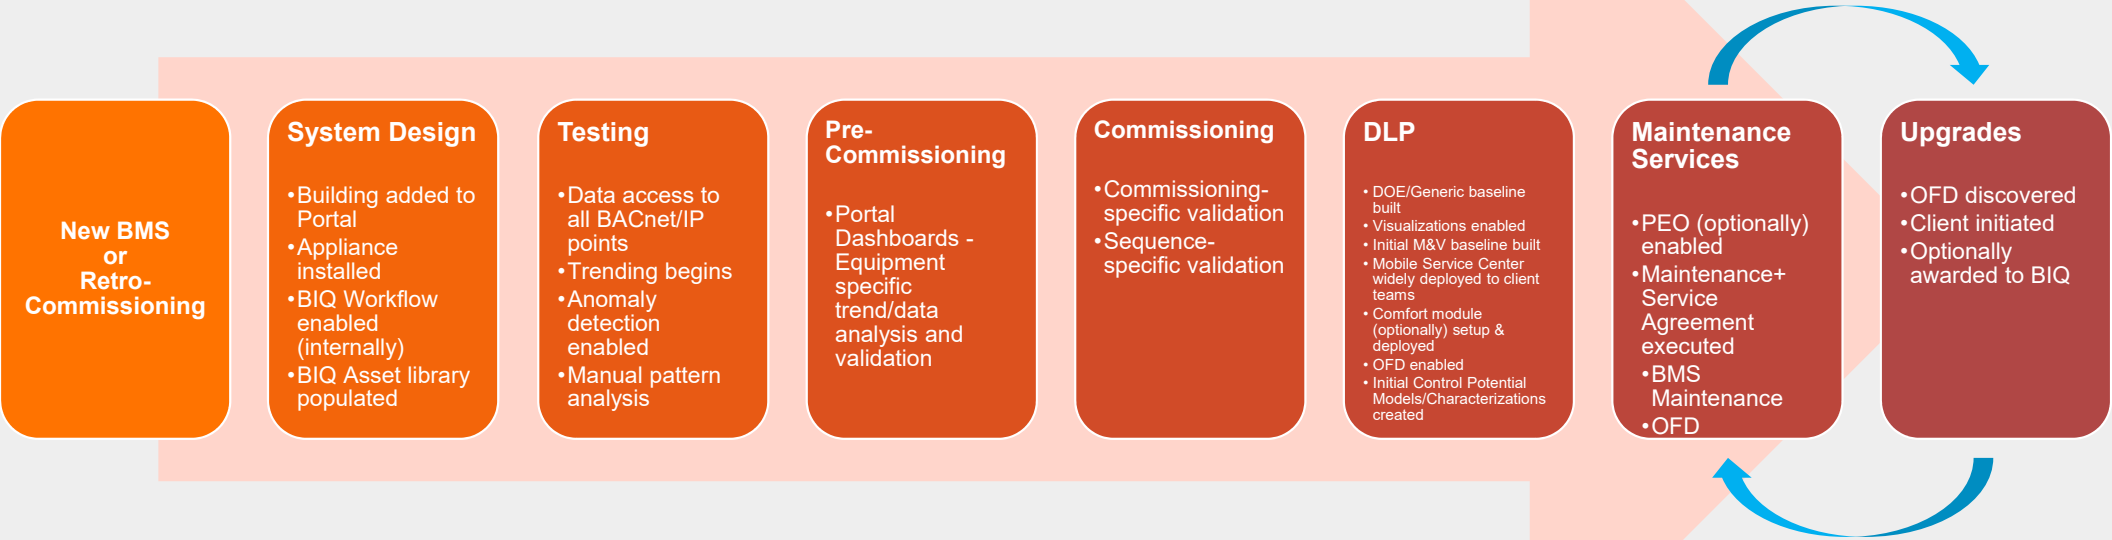 New BMS
or
Retro-
Commissioning
System Design
•Building added to
Portal
•Appliance
installed
•BIQ Workflow
enabled
(internally)
•BIQ Asset library
populated
Testing
•Data access to
all BACnet/IP
points
•Trending begins
•Anomaly
detection
enabled
•Manual pattern
analysis
Pre-
Commissioning
•Portal
Dashboards -
Equipment
specific
trend/data
analysis and
validation
Commissioning
•Commissioning-
specific validation
•Sequence-
specific validation
DLP
• DOE/Generic baseline
built
• Visualizations enabled
• Initial M&V baseline built
• Mobile Service Center
widely deployed to client
teams
• Comfort module
(optionally) setup &
deployed
• OFD enabled
• Initial Control Potential
Models/Characterizations
created
Maintenance
Services
•PEO (optionally)
enabled
•Maintenance+
Service
Agreement
executed
•BMS
Maintenance
•OFD
Upgrades
•OFD discovered
•Client initiated
•Optionally
awarded to BIQ